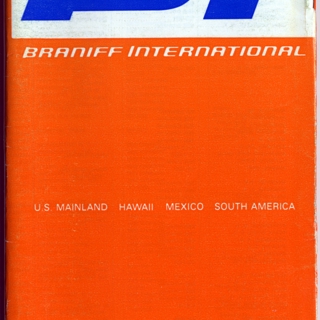 BRANIFF INTERNATIONAL
U.S. MAINLAND HAWAII MEXICO SOUTH AMERICA